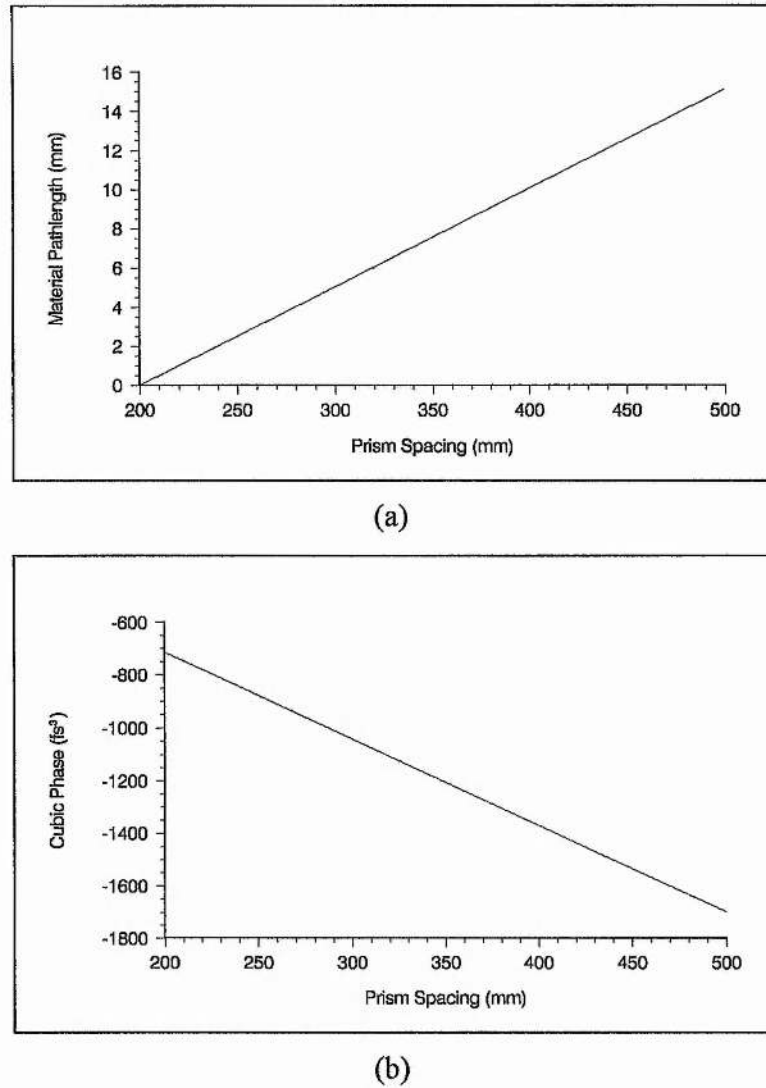 16
14
12
10
8
6
4
2
0
Material Pathlength (mm)
200 250 300 350 400 450 500
Prism Spacing (mm)
(a)
-600
-800
-1000
-1200
-1400
-1600
-1800
Cubic Phase (fs³)
200 250 300 350 400 450 500
Prism Spacing (mm)
(b)